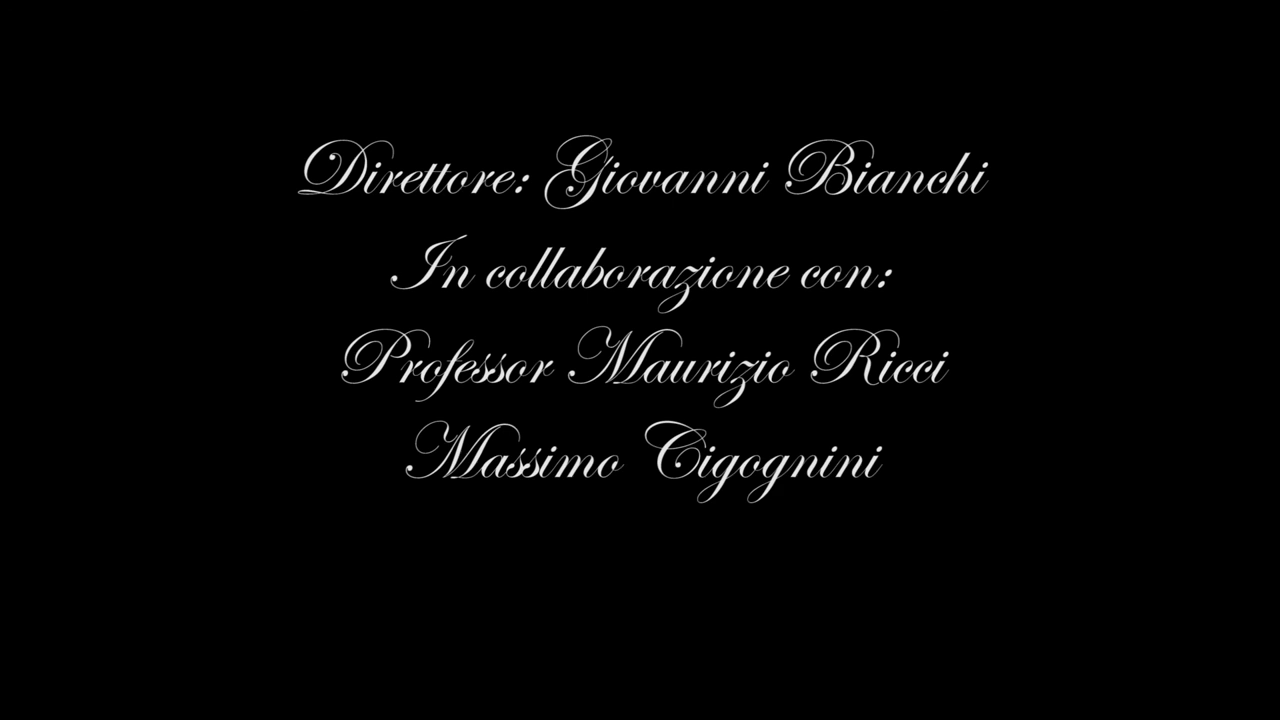 Direttore: Giovanni Bianchi
In collaborazione con:
Professor Maurizio Ricci
Massimo Cigognini